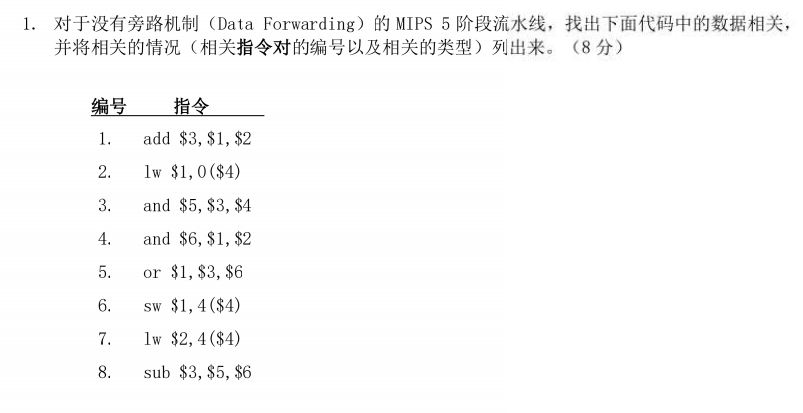 1. 对于没有旁路机制（Data Forwarding）的 MIPS 5 阶段流水线，找出下面代码中的数据相关，
并将相关的情况（相关指令对的编号以及相关的类型）列出来。（8 分）
编号 指令
1. add $3,$1,$2
2. lw $1,0($4)
3. and $5,$3,$4
4. and $6,$1,$2
5. or $1,$3,$6
6. sw $1,4($4)
7. lw $2,4($4)
8. sub $3,$5,$6